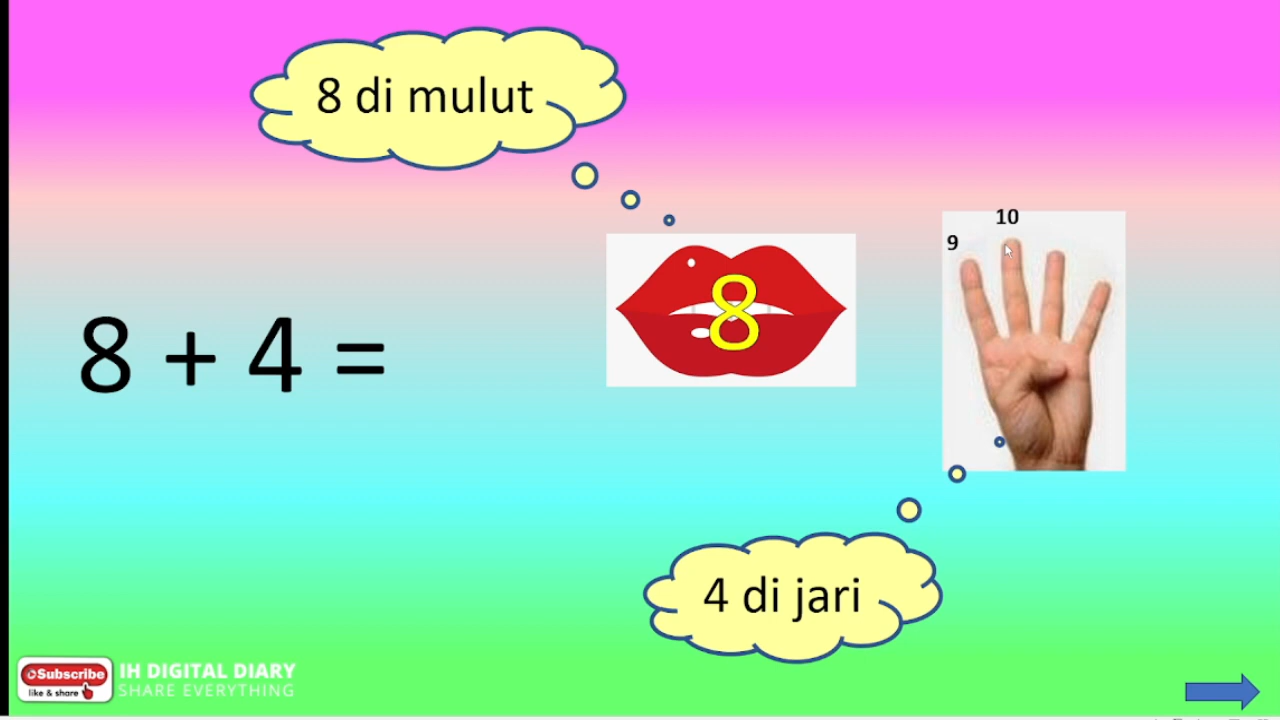 8 di mulut
10
9
8
8 + 4 =
4 di jari
Subscribe
like & share
IH DIGITAL DIARY
SHARE EVERYTHING